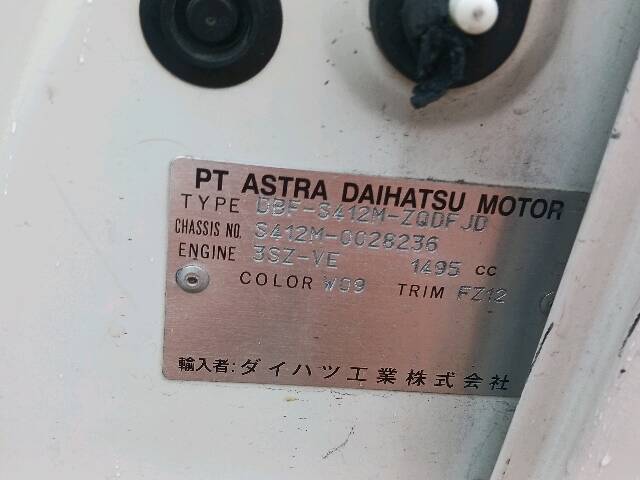 PT ASTRA DAIHATSU MOTOR
TYPE DBF-S412M-ZQDFJD
CHASSIS NO. S412M-0028236
ENGINE 3SZ-VE 1495 CC
COLOR W09 TRIM FZ12
輸入者:ダイハツ工業株式会社